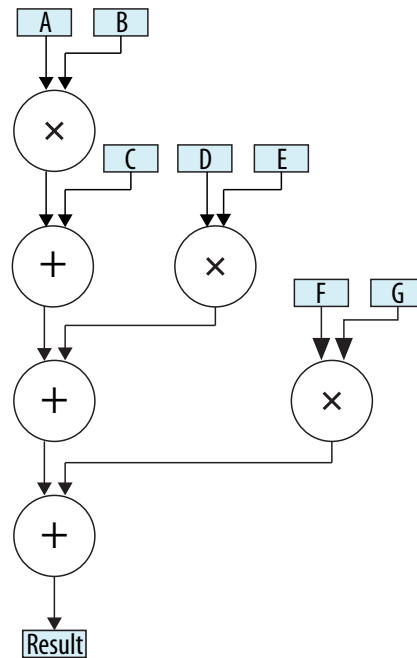 A B
×
C D E
+ ×
F G
+ ×
+
Result